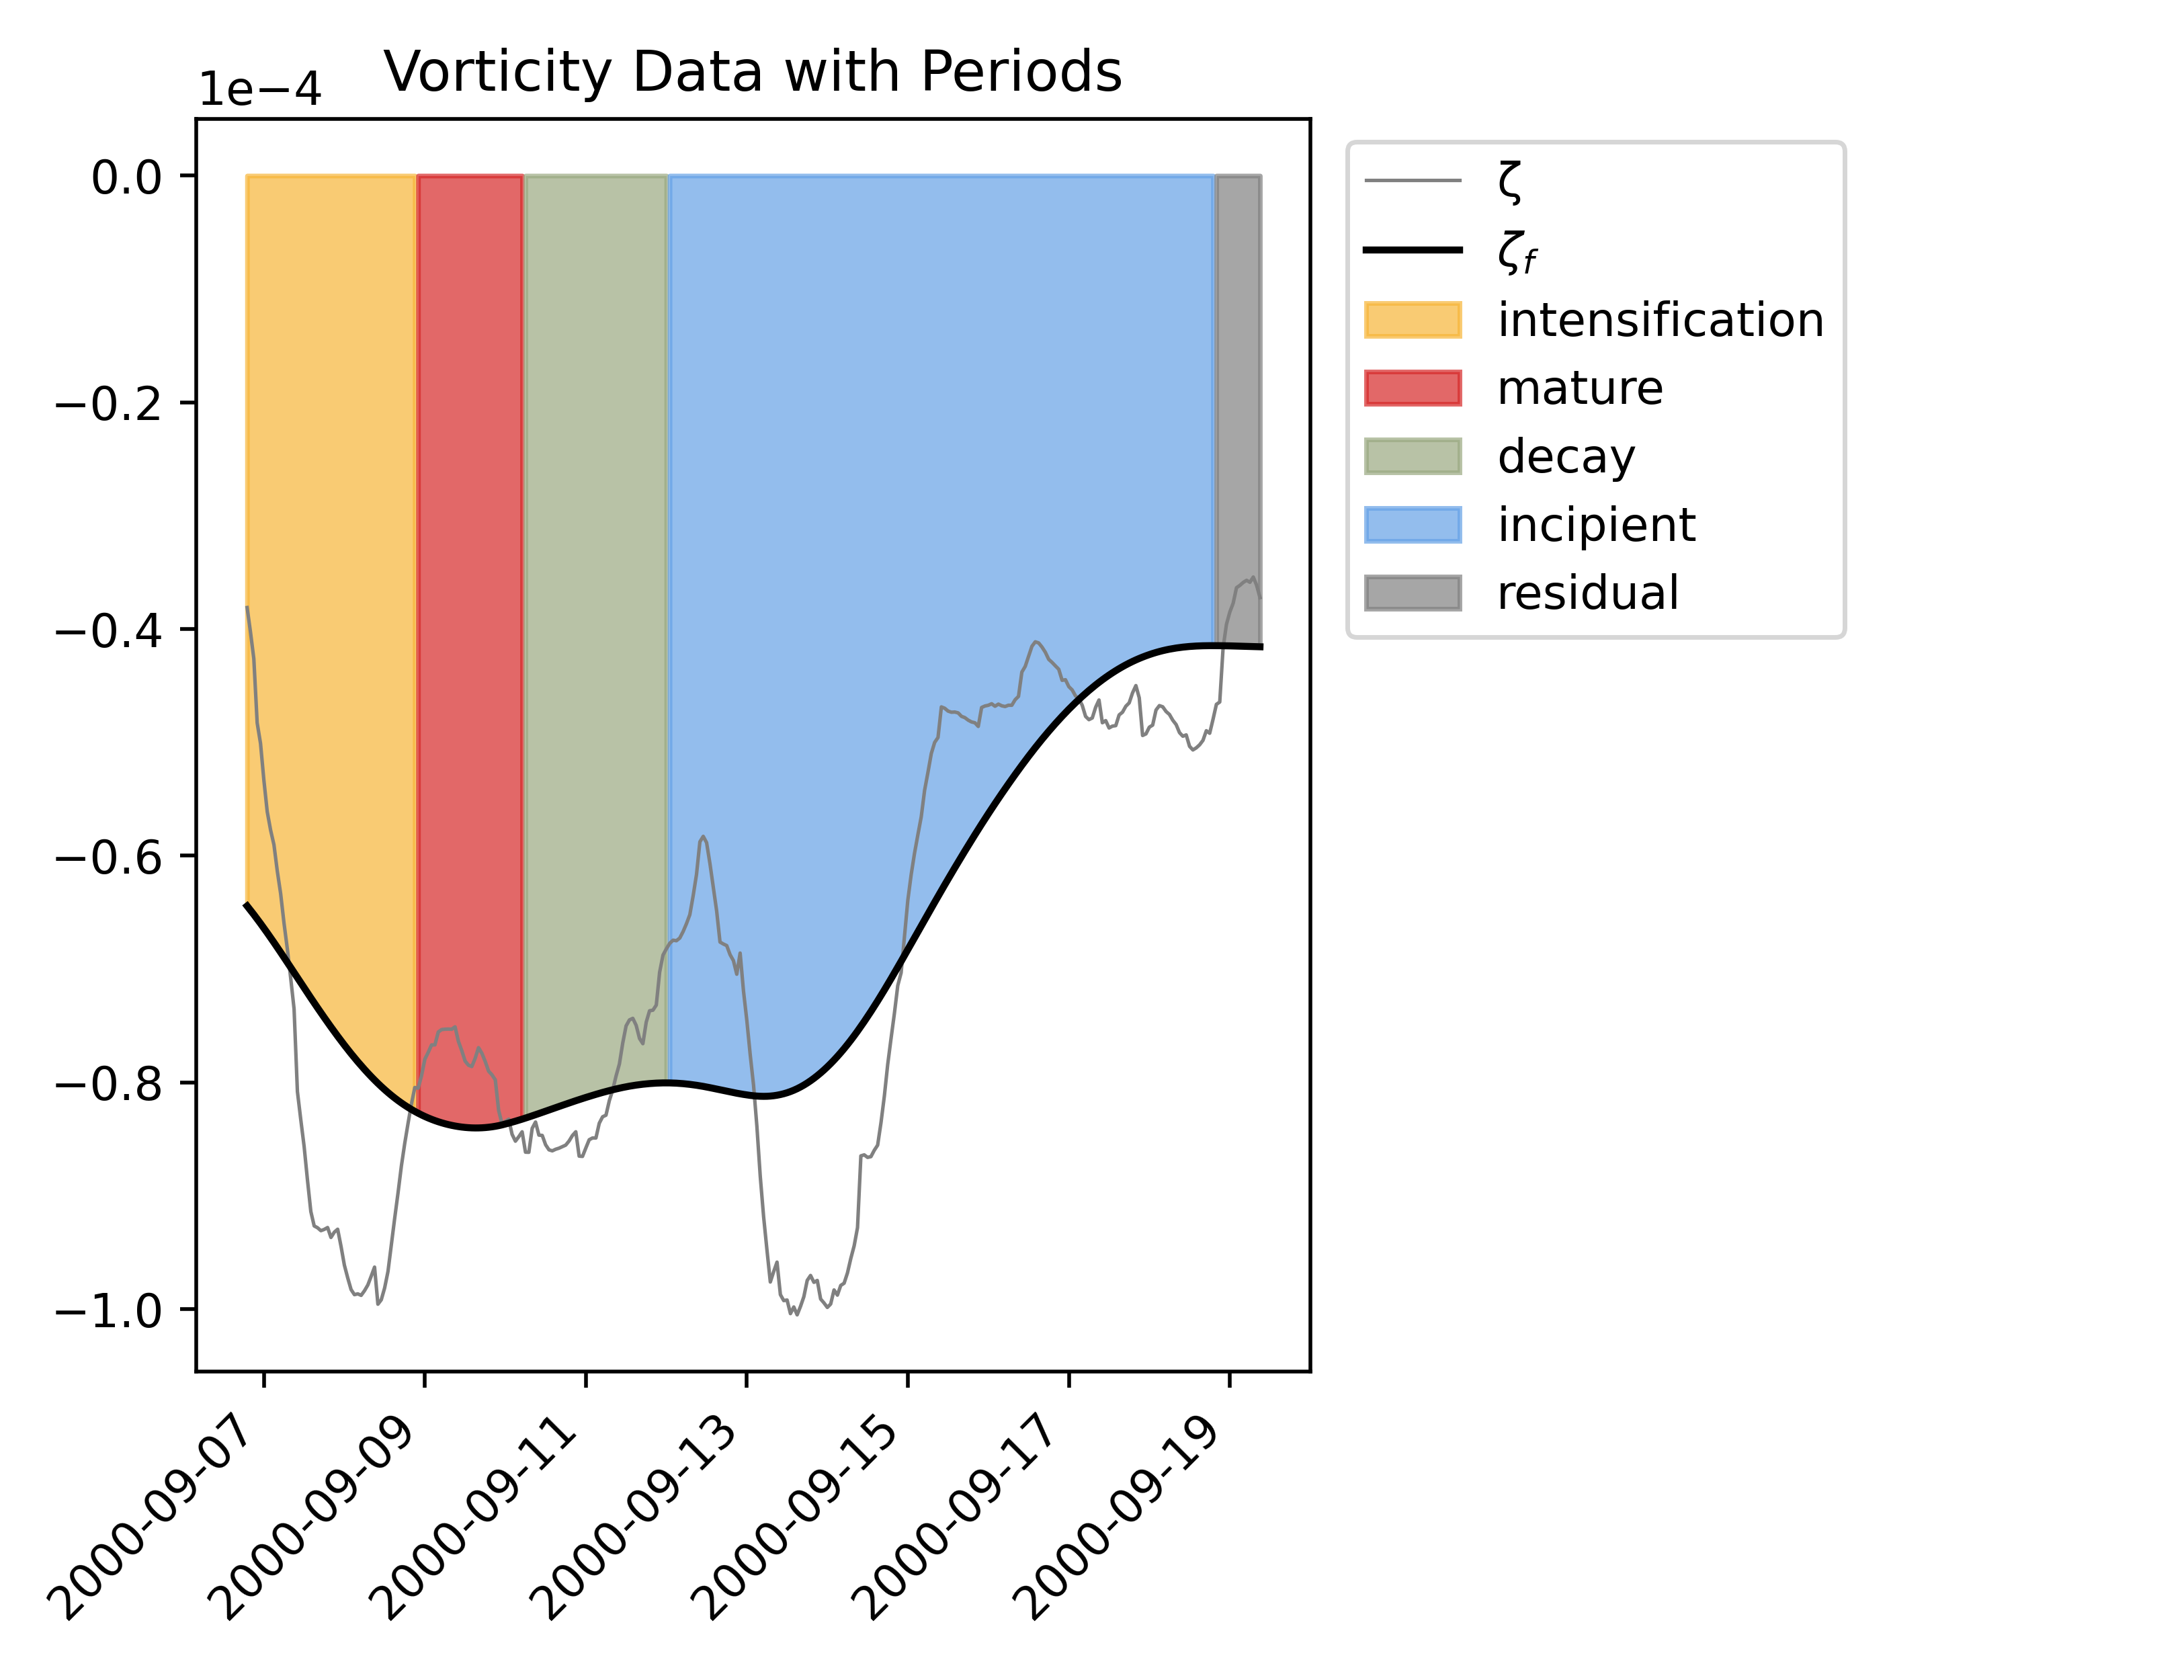 Vorticity Data with Periods
1e−4
0.0
−0.2
−0.4
−0.6
−0.8
−1.0
2000-09-07
2000-09-09
2000-09-11
2000-09-13
2000-09-15
2000-09-17
2000-09-19
ζ
ζf
intensification
mature
decay
incipient
residual